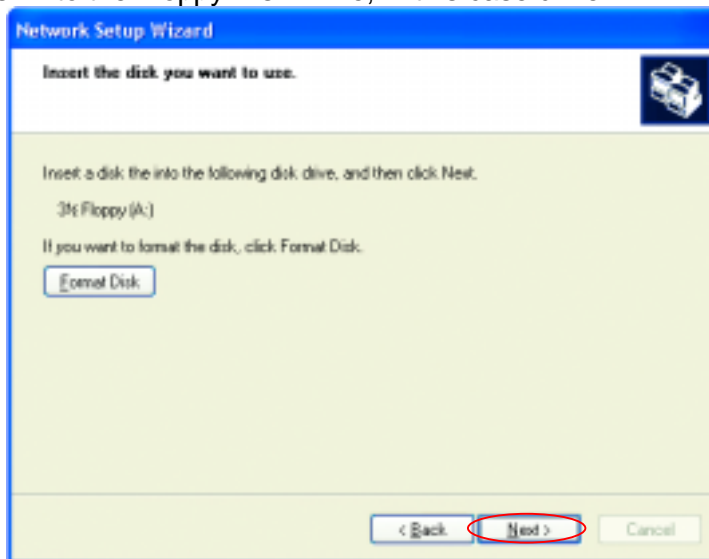 Network Setup Wizard
Insert the disk you want to use.
Insert a disk the into the following disk drive, and then click Next.
3½ Floppy (A:)
If you want to format the disk, click Format Disk.
Format Disk
< Back Next > Cancel